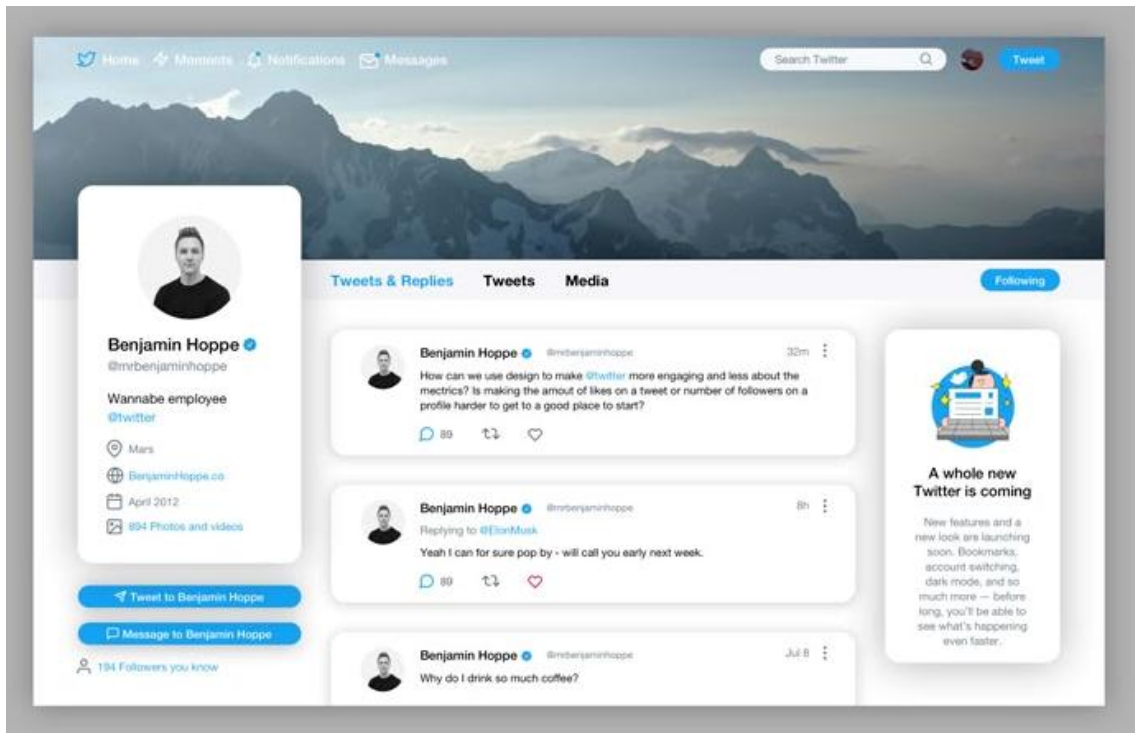 Home Moments Notifications Messages
Search Twitter
Tweet
Benjamin Hoppe
@mrbenjaminhoppe
Wannabe employee
@twitter
Mars
BenjaminHoppe.co
April 2012
894 Photos and videos
Tweet to Benjamin Hoppe
Message to Benjamin Hoppe
194 Followers you know
Tweets & Replies Tweets Media
Following
Benjamin Hoppe @mrbenjaminhoppe 32m
How can we use design to make @twitter more engaging and less about the
mectrics? Is making the amout of likes on a tweet or number of followers on a
profile harder to get to a good place to start?
89
Benjamin Hoppe @mrbenjaminhoppe 8h
Replying to @ElonMusk
Yeah I can for sure pop by - will call you early next week.
89
Benjamin Hoppe @mrbenjaminhoppe Jul 8
Why do I drink so much coffee?
A whole new
Twitter is coming
New features and a
new look are launching
soon. Bookmarks,
account switching,
dark mode, and so
much more — before
long, you'll be able to
see what's happening
even faster.